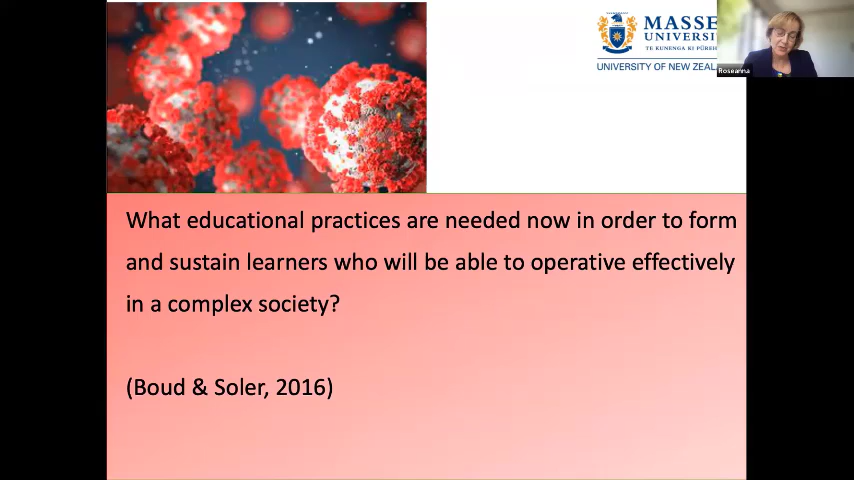 MASSE
UNIVERSI
TE KUNENGA KI PŪREH
UNIVERSITY OF NEW ZEAL
Roseanna
What educational practices are needed now in order to form
and sustain learners who will be able to operative effectively
in a complex society?
(Boud & Soler, 2016)